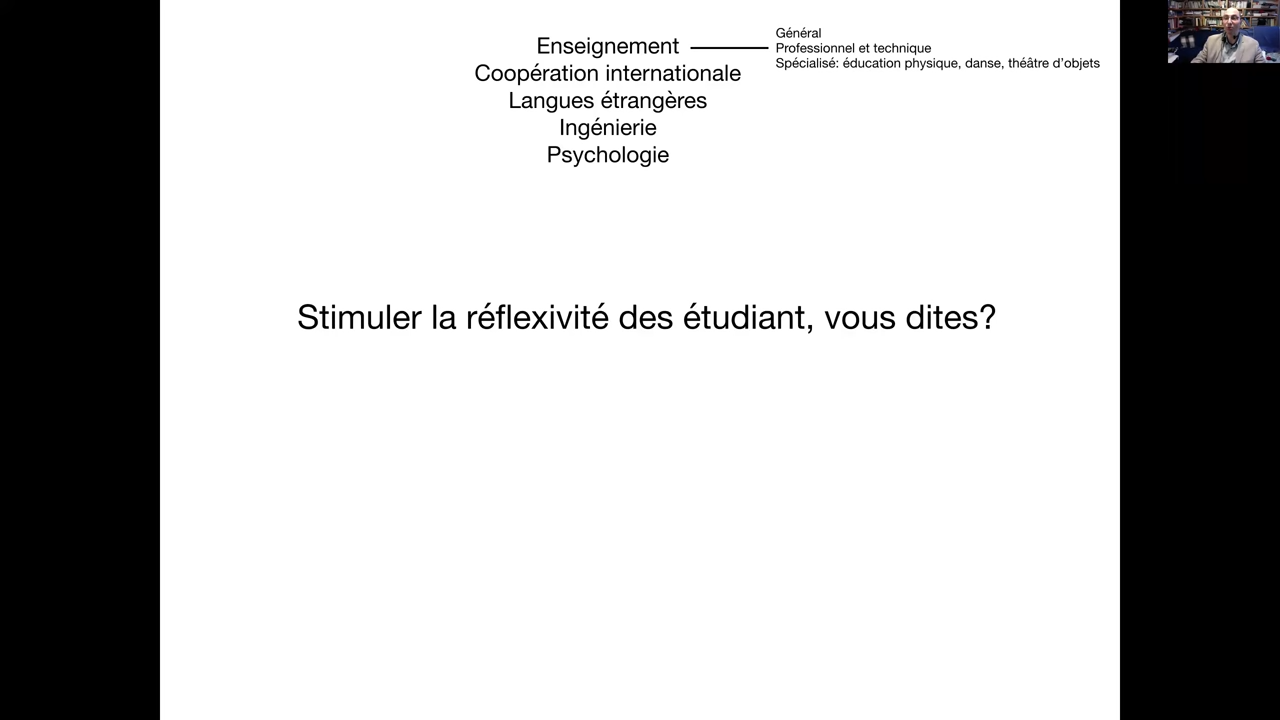 Enseignement
Général
Professionnel et technique
Spécialisé: éducation physique, danse, théâtre d'objets
Coopération internationale
Langues étrangères
Ingénierie
Psychologie
Stimuler la réflexivité des étudiant, vous dites?